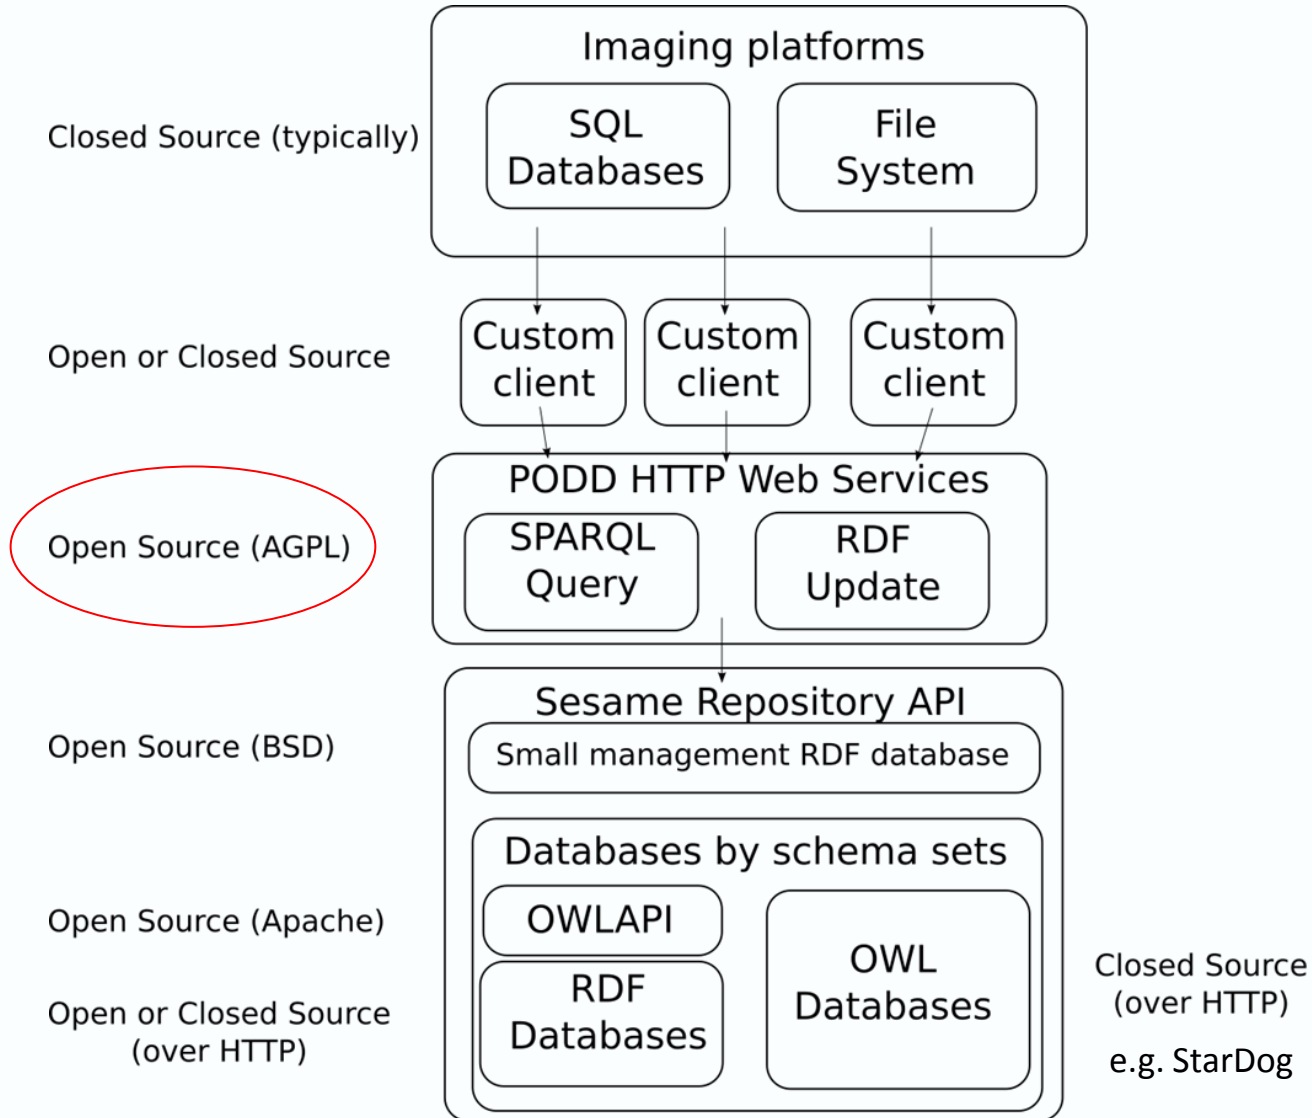 Imaging platforms
Closed Source (typically)
SQL
Databases
File
System
Open or Closed Source
Custom
client
Custom
client
Custom
client
PODD HTTP Web Services
Open Source (AGPL)
SPARQL
Query
RDF
Update
Sesame Repository API
Open Source (BSD)
Small management RDF database
Databases by schema sets
Open Source (Apache)
OWLAPI
Open or Closed Source
(over HTTP)
RDF
Databases
OWL
Databases
Closed Source
(over HTTP)
e.g. StarDog